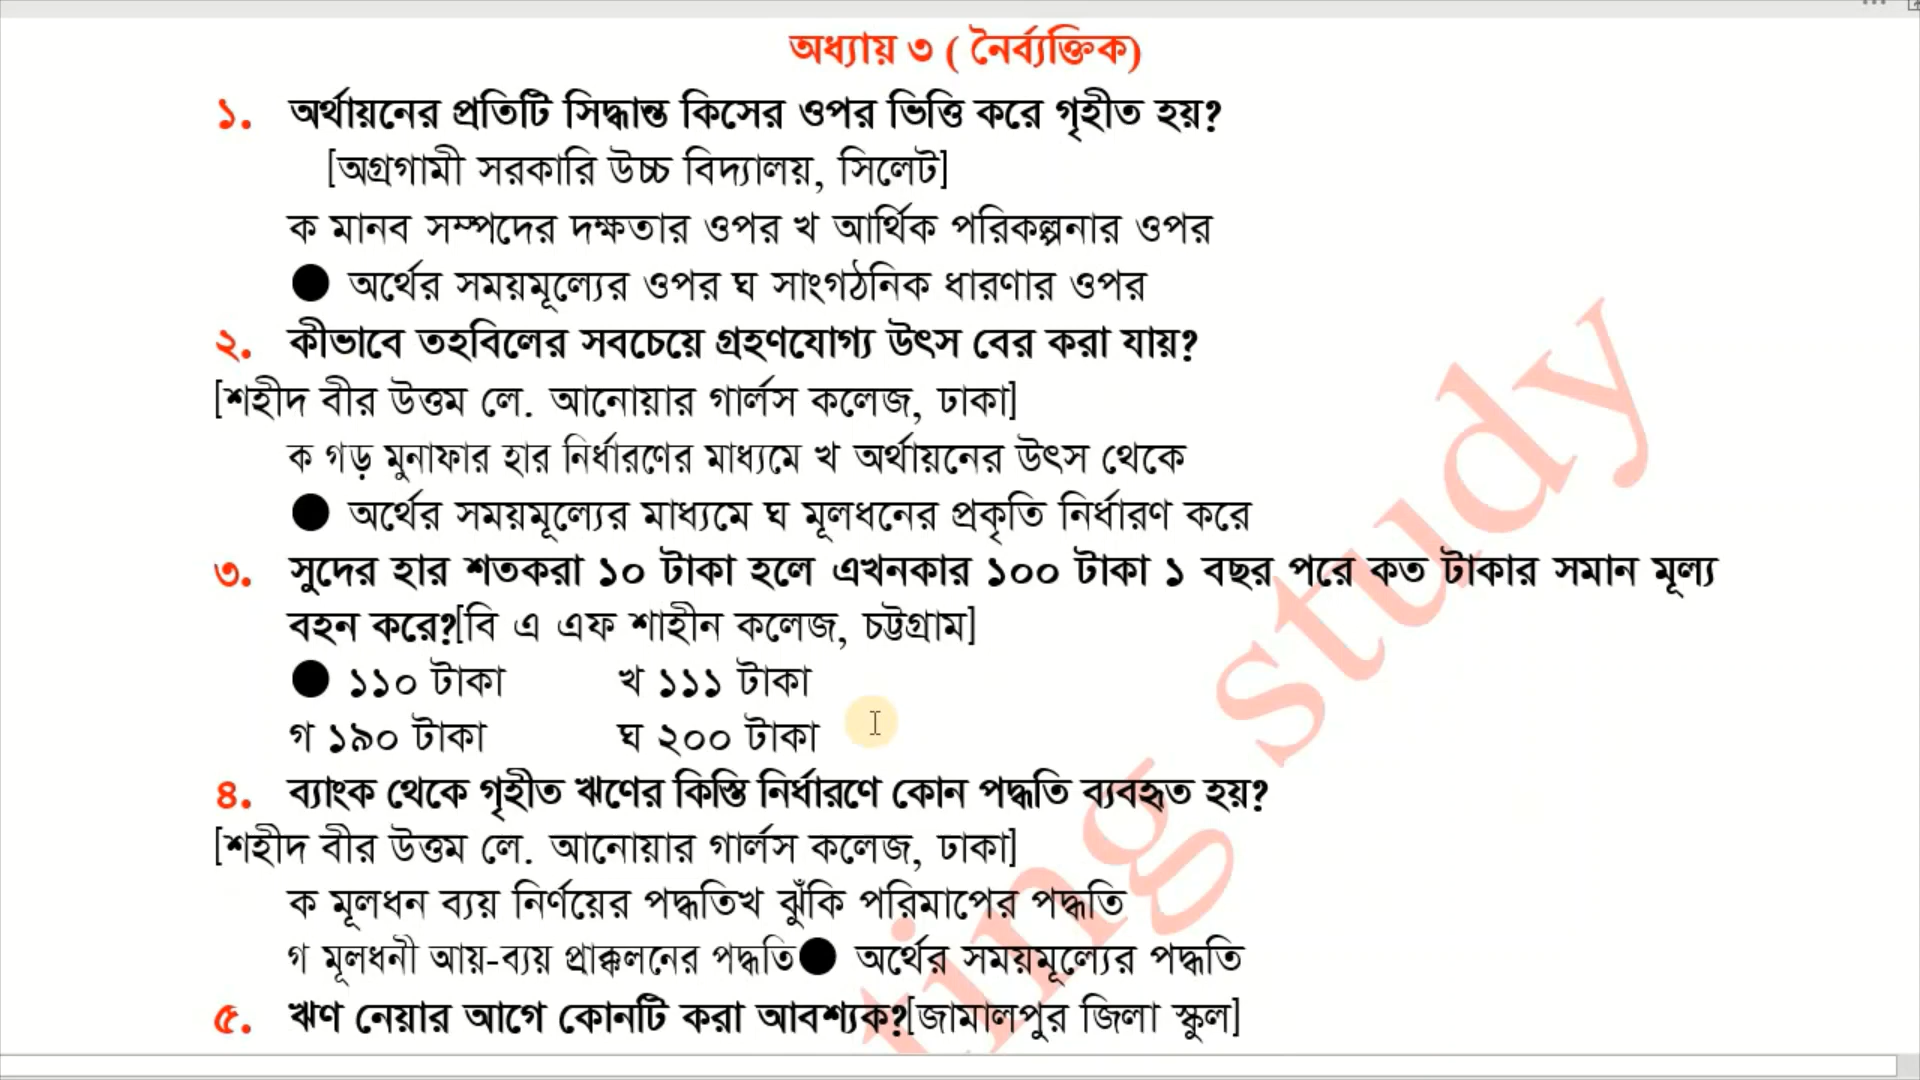 অধ্যায় ৩ ( নৈর্ব্যক্তিক)
১. অর্থায়নের প্রতিটি সিদ্ধান্ত কিসের ওপর ভিত্তি করে গৃহীত হয়?
[অগ্রগামী সরকারি উচ্চ বিদ্যালয়, সিলেট]
ক মানব সম্পদের দক্ষতার ওপর খ আর্থিক পরিকল্পনার ওপর
● অর্থের সময়মূল্যের ওপর ঘ সাংগঠনিক ধারণার ওপর
২. কীভাবে তহবিলের সবচেয়ে গ্রহণযোগ্য উৎস বের করা যায়?
[শহীদ বীর উত্তম লে. আনোয়ার গার্লস কলেজ, ঢাকা]
ক গড় মুনাফার হার নির্ধারণের মাধ্যমে খ অর্থায়নের উৎস থেকে
● অর্থের সময়মূল্যের মাধ্যমে ঘ মূলধনের প্রকৃতি নির্ধারণ করে
৩. সুদের হার শতকরা ১০ টাকা হলে এখনকার ১০০ টাকা ১ বছর পরে কত টাকার সমান মূল্য
বহন করে?[বি এ এফ শাহীন কলেজ, চট্টগ্রাম]
● ১১০ টাকা খ ১১১ টাকা
গ ১৯০ টাকা ঘ ২০০ টাকা
৪. ব্যাংক থেকে গৃহীত ঋণের কিস্তি নির্ধারণে কোন পদ্ধতি ব্যবহৃত হয়?
[শহীদ বীর উত্তম লে. আনোয়ার গার্লস কলেজ, ঢাকা]
ক মূলধন ব্যয় নির্ণয়ের পদ্ধতিখ ঝুঁকি পরিমাপের পদ্ধতি
গ মূলধনী আয়-ব্যয় প্রাক্কলনের পদ্ধতি● অর্থের সময়মূল্যের পদ্ধতি
৫. ঋণ নেয়ার আগে কোনটি করা আবশ্যক?[জামালপুর জিলা স্কুল]
ting study